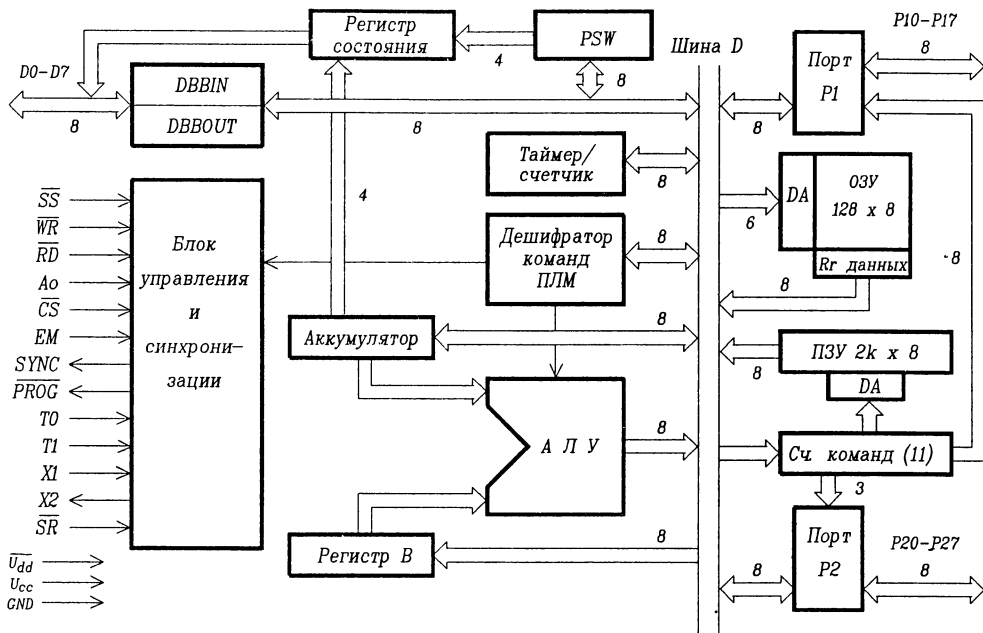 Регистр
состояния
PSW
Шина D
P10-P17
8
Порт
P1
8
4
8
D0-D7
8
DBBIN
DBBOUT
8
Таймер/
счетчик
8
DA
ОЗУ
128 x 8
6
Rr данных
8
8
4
Дешифратор
команд
ПЛМ
8
SS
WR
RD
Ao
CS
EM
SYNC
PROG
T0
T1
X1
X2
SR
Udd
Ucc
GND
Блок
управления
и
синхрони-
зации
Аккумулятор
8
ПЗУ 2k x 8
8
DA
А Л У
8
Сч. команд (11)
3
Регистр В
8
Порт
P2
8
P20-P27
8